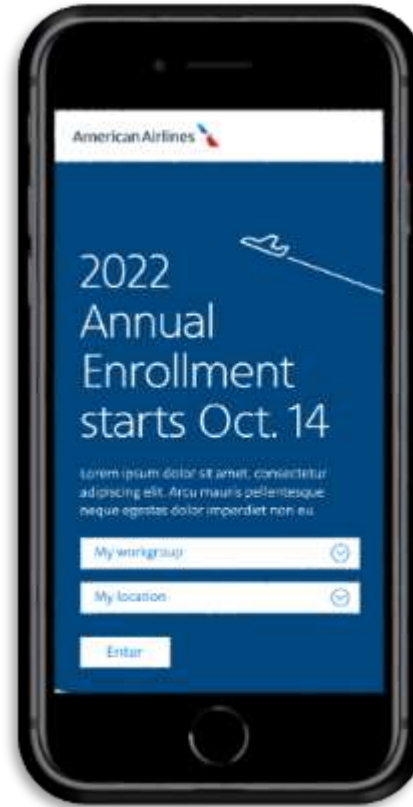 American Airlines
2022
Annual
Enrollment
starts Oct. 14
Lorem ipsum dolor sit amet, consectetur
adipiscing elit. Arcu mauris pellentesque
neque egestas dolor imperdiet non eu
My workgroup
My location
Enter